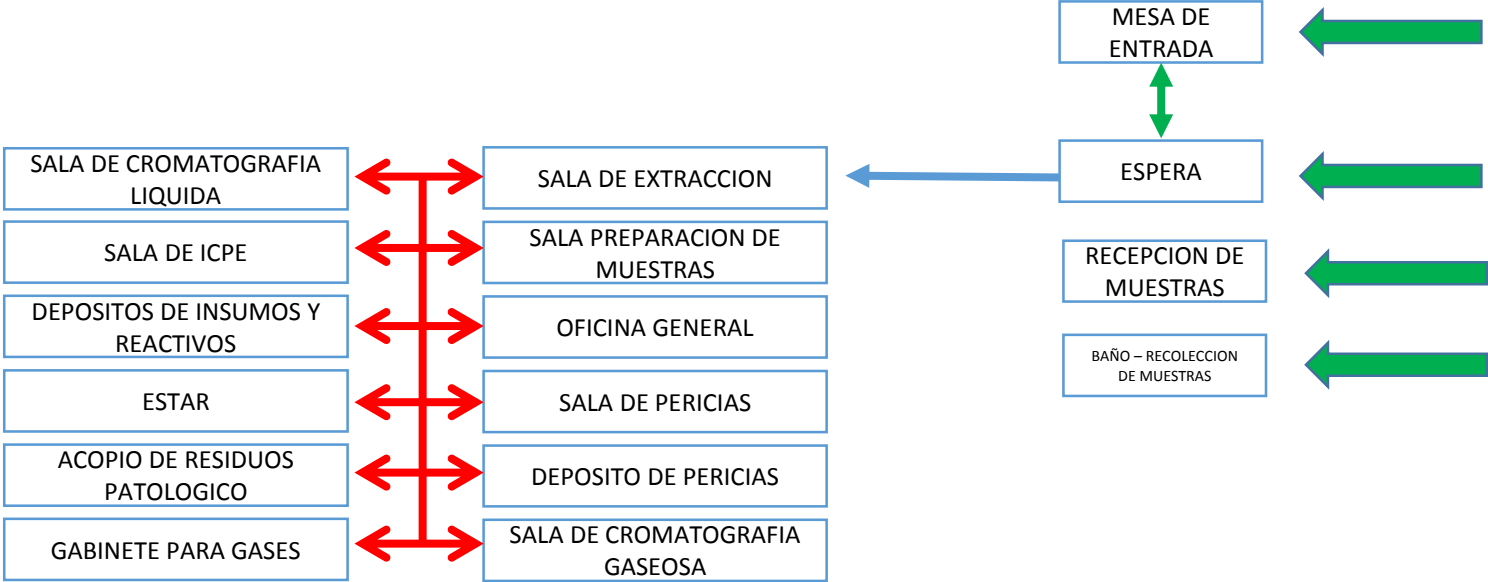 MESA DE
ENTRADA
SALA DE CROMATOGRAFIA
LIQUIDA
SALA DE EXTRACCION
ESPERA
SALA DE ICPE
SALA PREPARACION DE
MUESTRAS
RECEPCION DE
MUESTRAS
DEPOSITOS DE INSUMOS Y
REACTIVOS
OFICINA GENERAL
BAÑO – RECOLECCION
DE MUESTRAS
ESTAR
SALA DE PERICIAS
ACOPIO DE RESIDUOS
PATOLOGICO
DEPOSITO DE PERICIAS
GABINETE PARA GASES
SALA DE CROMATOGRAFIA
GASEOSA